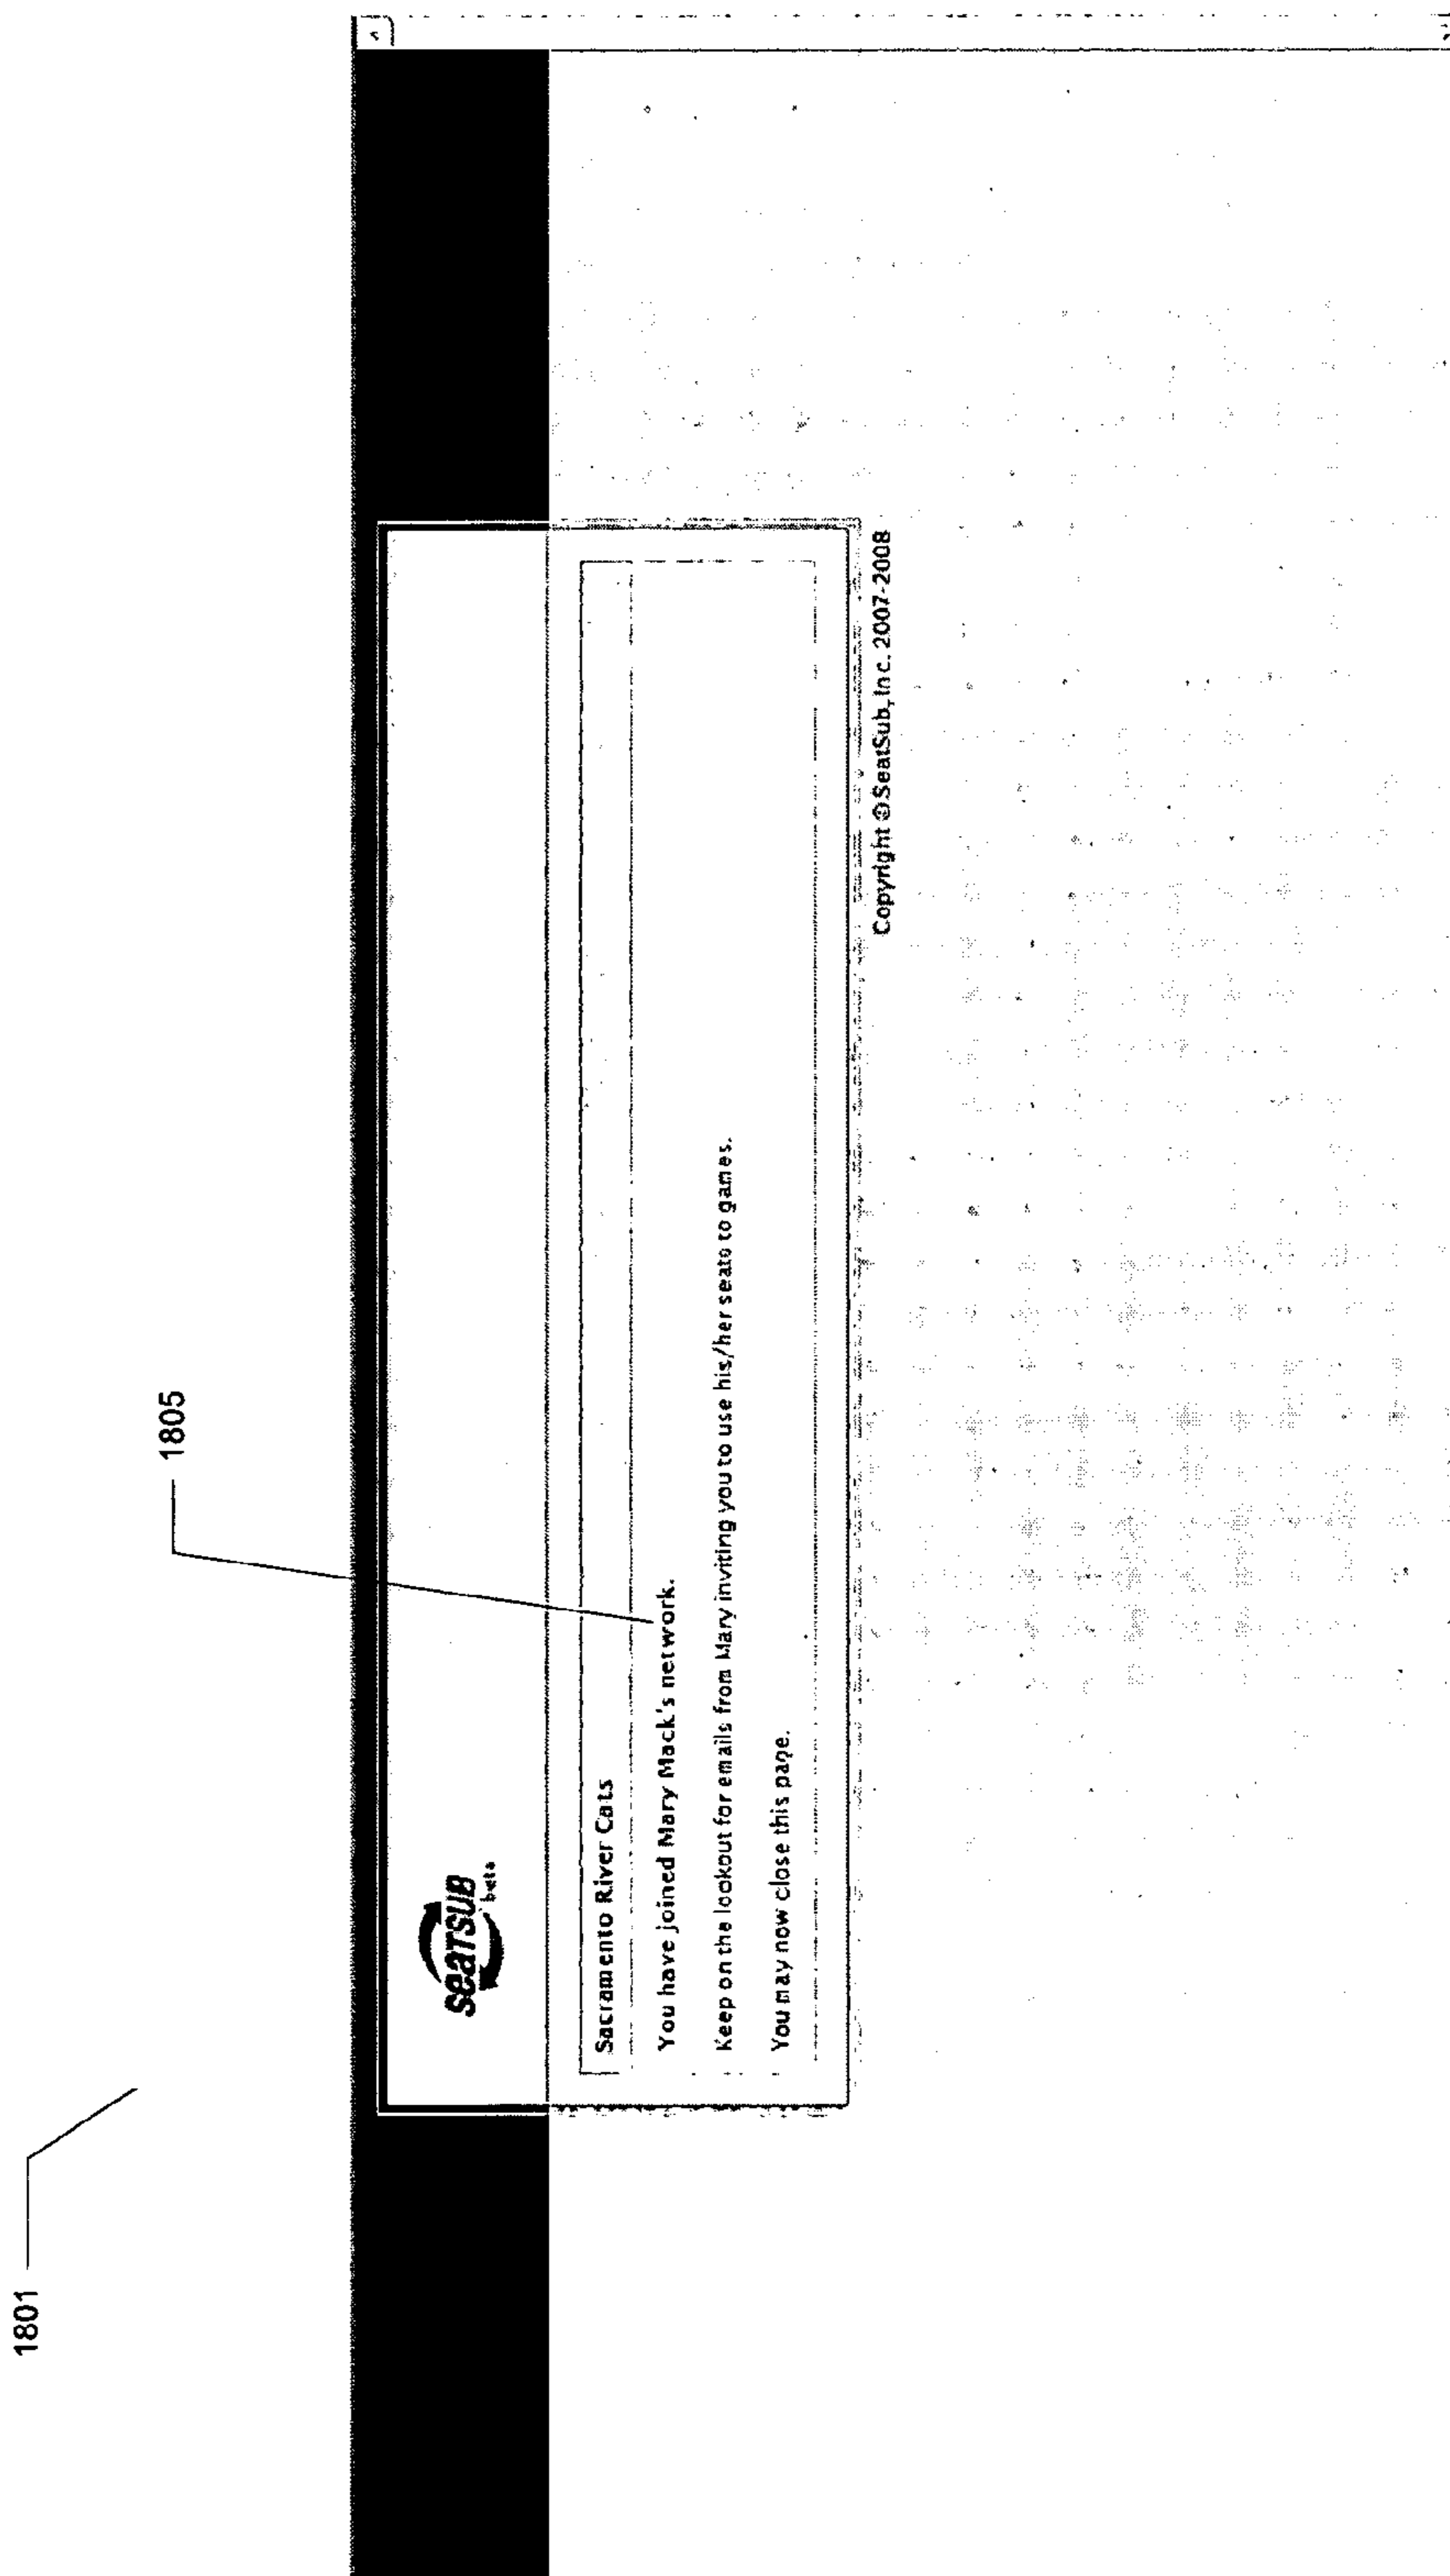 1801
1805
seatsub
beta
Sacramento River Cats
You have joined Mary Mack's network.
Keep on the lookout for emails from Mary inviting you to use his/her seats to games.
You may now close this page.
Copyright © SeatSub, Inc. 2007-2008